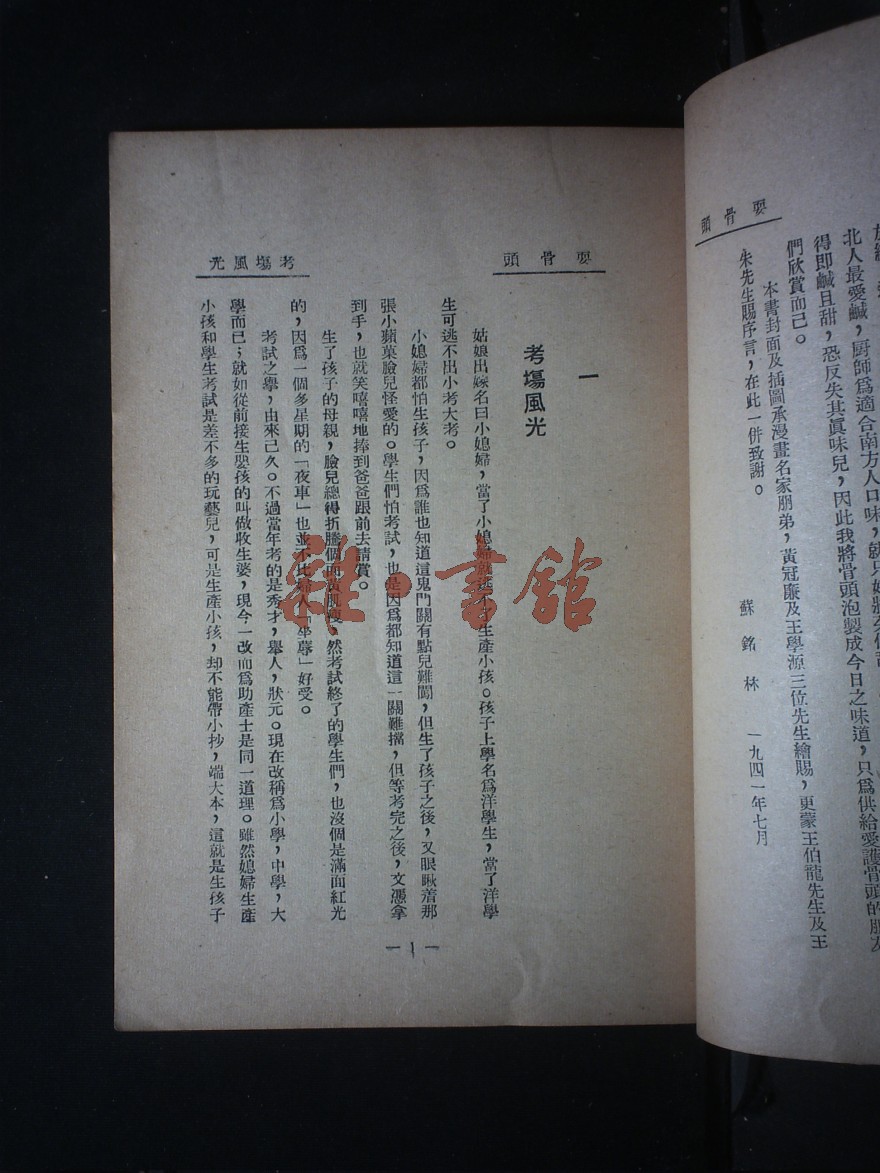 耍骨頭
北人最愛鹹，厨師爲適合南方人口味，就只好將
得即鹹且甜，恐反失其眞味兒，因此我將骨頭泡製成今日之味道，只爲供給愛護骨頭的朋友
們欣賞而已。
本書封面及插圖承漫畫名家朋弟，黃冠廉及王學源三位先生繪賜，更蒙王伯龍先生及王
朱先生賜序言，在此一併致謝。
蘇銘林 一九四一年七月
耍骨頭
考塲風光
一
考塲風光
姑娘出嫁名曰小媳婦，當了小媳婦就逃不了生產小孩。孩子上學名爲洋學生，當了洋學
生可逃不出小考大考。
小媳婦都怕生孩子，因爲誰也知道這鬼門關有點兒難闖，但生了孩子之後，又眼瞅着那
張小蘋菓臉兒怪愛的。學生們怕考試，也是因爲都知道這一關難擋，但等考完之後，文憑拿
到手，也就笑嘻嘻地捧到爸爸跟前去請賞。
生了孩子的母親，臉兒總得折騰個面黃肌瘦，然考試終了的學生們，也沒個是滿面紅光
的，因爲一個多星期的「夜車」也並不比婦人「坐蓐」好受。
考試之舉，由來已久。不過當年考的是秀才，舉人，狀元。現在改稱爲小學，中學，大
學而已；就如從前接生嬰孩的叫做收生婆，現今一改而爲助產士是同一道理。雖然媳婦生產
小孩和學生考試是差不多的玩藝兒，可是生產小孩，却不能帶小抄，端大本，這就是生孩子
—1—
雜·書館